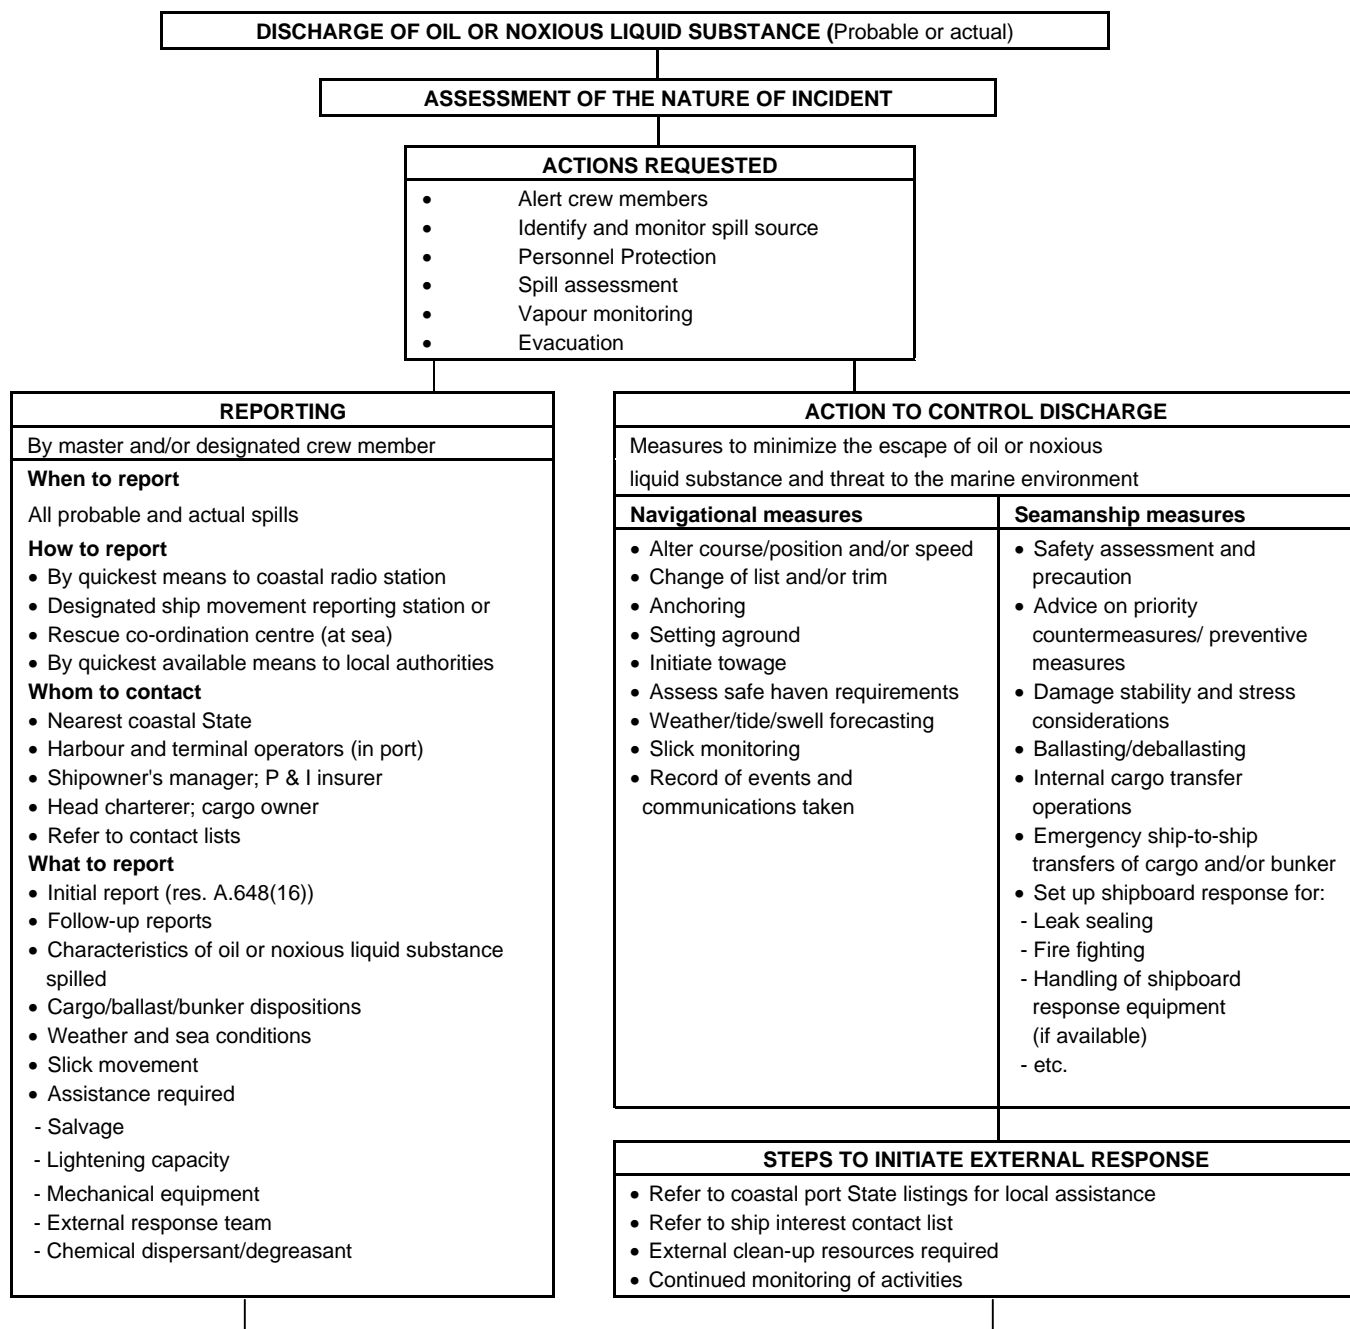 DISCHARGE OF OIL OR NOXIOUS LIQUID SUBSTANCE (Probable or actual)
ASSESSMENT OF THE NATURE OF INCIDENT
ACTIONS REQUESTED
• Alert crew members
• Identify and monitor spill source
• Personnel Protection
• Spill assessment
• Vapour monitoring
• Evacuation
REPORTING
By master and/or designated crew member
When to report
All probable and actual spills
How to report
• By quickest means to coastal radio station
• Designated ship movement reporting station or
• Rescue co-ordination centre (at sea)
• By quickest available means to local authorities
Whom to contact
• Nearest coastal State
• Harbour and terminal operators (in port)
• Shipowner's manager; P & I insurer
• Head charterer; cargo owner
• Refer to contact lists
What to report
• Initial report (res. A.648(16))
• Follow-up reports
• Characteristics of oil or noxious liquid substance
spilled
• Cargo/ballast/bunker dispositions
• Weather and sea conditions
• Slick movement
• Assistance required
- Salvage
- Lightening capacity
- Mechanical equipment
- External response team
- Chemical dispersant/degreasant
ACTION TO CONTROL DISCHARGE
Measures to minimize the escape of oil or noxious
liquid substance and threat to the marine environment
Navigational measures
• Alter course/position and/or speed
• Change of list and/or trim
• Anchoring
• Setting aground
• Initiate towage
• Assess safe haven requirements
• Weather/tide/swell forecasting
• Slick monitoring
• Record of events and
communications taken
Seamanship measures
• Safety assessment and
precaution
• Advice on priority
countermeasures/ preventive
measures
• Damage stability and stress
considerations
• Ballasting/deballasting
• Internal cargo transfer
operations
• Emergency ship-to-ship
transfers of cargo and/or bunker
• Set up shipboard response for:
- Leak sealing
- Fire fighting
- Handling of shipboard
response equipment
(if available)
- etc.
STEPS TO INITIATE EXTERNAL RESPONSE
• Refer to coastal port State listings for local assistance
• Refer to ship interest contact list
• External clean-up resources required
• Continued monitoring of activities